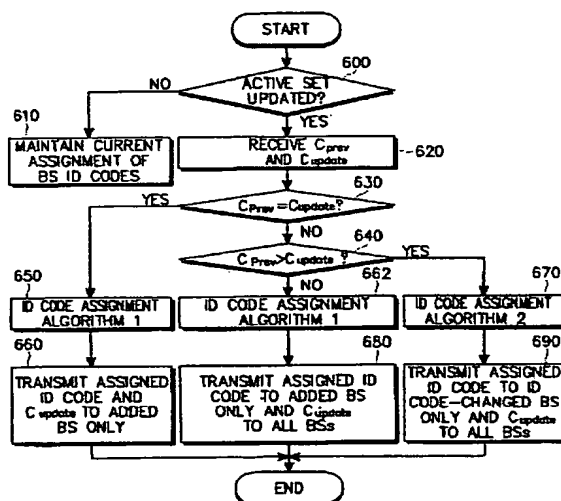 START
600
ACTIVE SET
UPDATED?
NO
YES
610
MAINTAIN CURRENT
ASSIGNMENT OF
BS ID CODES
RECEIVE Cprev
AND Cupdate
620
630
CPrev=Cupdate?
YES
NO
640
CPrev>Cupdate ?
YES
NO
650
ID CODE ASSIGNMENT
ALGORITHM 1
662
ID CODE ASSIGNMENT
ALGORITHM 1
670
ID CODE ASSIGNMENT
ALGORITHM 2
660
TRANSMIT ASSIGNED
ID CODE AND
Cupdate TO ADDED
BS ONLY
680
TRANSMIT ASSIGNED ID
CODE TO ADDED BS
ONLY AND Cupdate
TO ALL BSs
690
TRANSMIT ASSIGNED
ID CODE TO ID
CODE-CHANGED BS
ONLY AND Cupdate
TO ALL BSs
END